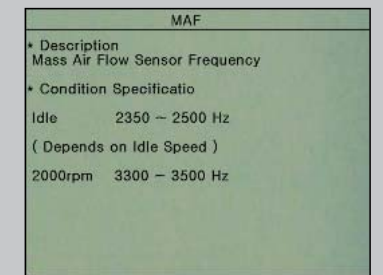 MAF
* Description
Mass Air Flow Sensor Frequency
* Condition Specificatio
Idle 2350 ~ 2500 Hz
( Depends on Idle Speed )
2000rpm 3300 ~ 3500 Hz